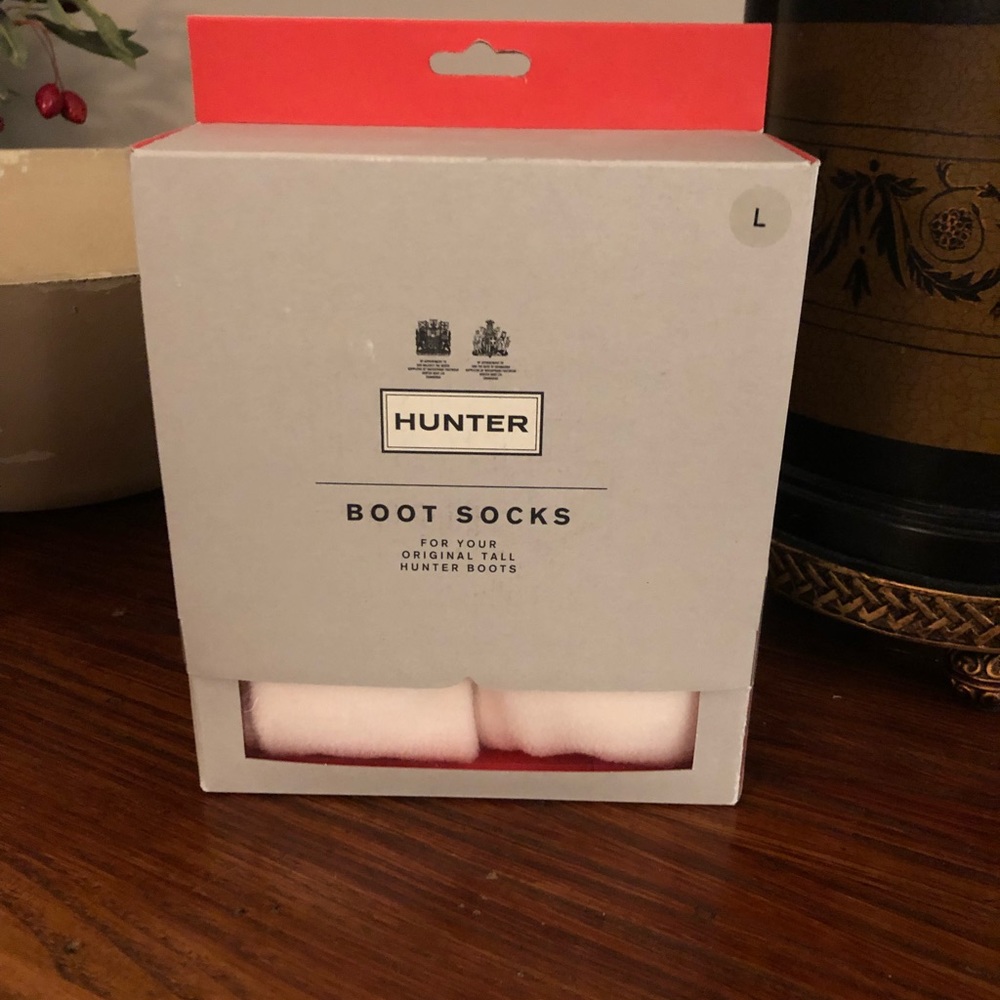 L
HUNTER
BOOT SOCKS
FOR YOUR
ORIGINAL TALL
HUNTER BOOTS